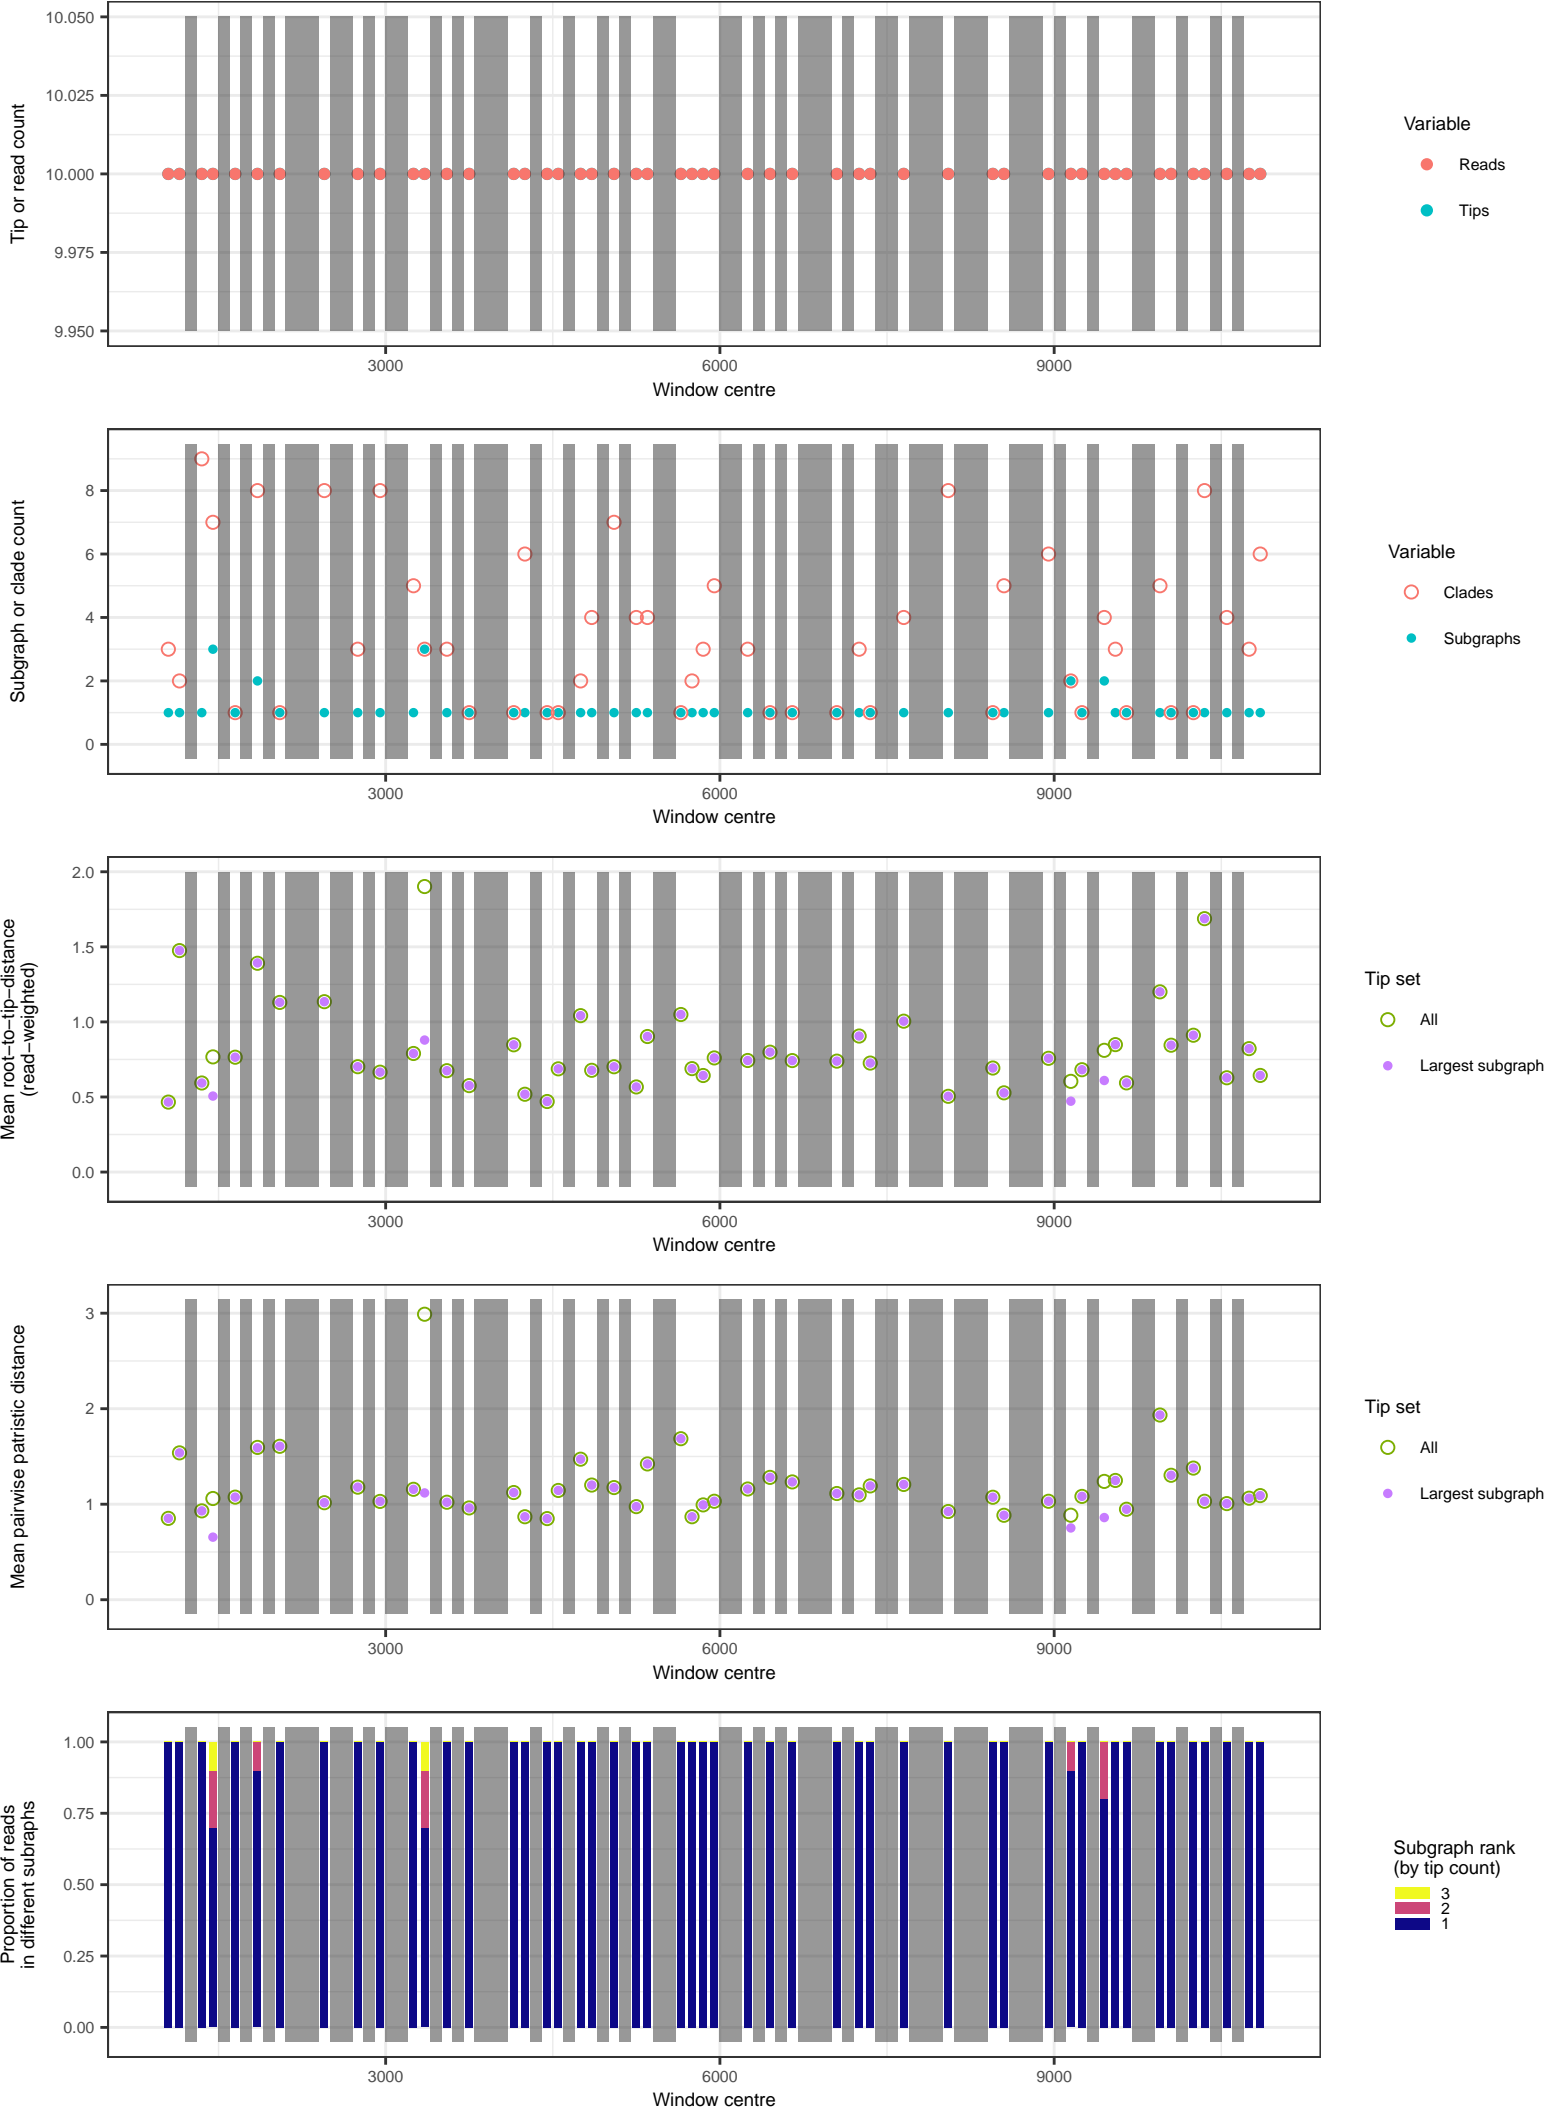 10.050
10.025
10.000
9.975
9.950
Tip or read count
3000
6000
9000
Window centre
Variable
Reads
Tips
8
6
4
2
0
Subgraph or clade count
3000
6000
9000
Window centre
Variable
Clades
Subgraphs
2.0
1.5
1.0
0.5
0.0
Mean root−to−tip−distance
(read−weighted)
3000
6000
9000
Window centre
Tip set
All
Largest subgraph
3
2
1
0
Mean pairwise patristic distance
3000
6000
9000
Window centre
Tip set
All
Largest subgraph
1.00
0.75
0.50
0.25
0.00
Proportion of reads
in different subraphs
3000
6000
9000
Window centre
Subgraph rank
(by tip count)
3
2
1